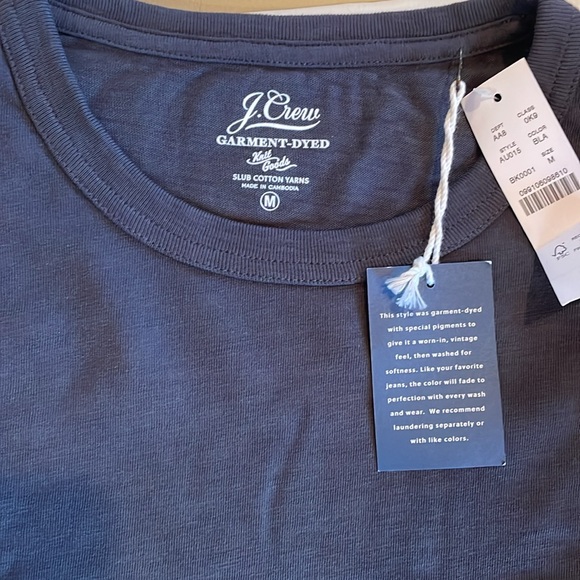 J.Crew
GARMENT-DYED
Knit
Goods
SLUB COTTON YARNS
MADE IN CAMBODIA
M
This style was garment-dyed
with special pigments to
give it a worn-in, vintage
feel, then washed for
softness. Like your favorite
jeans, the color will fade to
perfection with every wash
and wear. We recommend
laundering separately or
with like colors.
DEPT CLASS
AA8 0K9
STYLE COLOR
AU015 BLA
SIZE
BK0001 M
099106098610
FSC